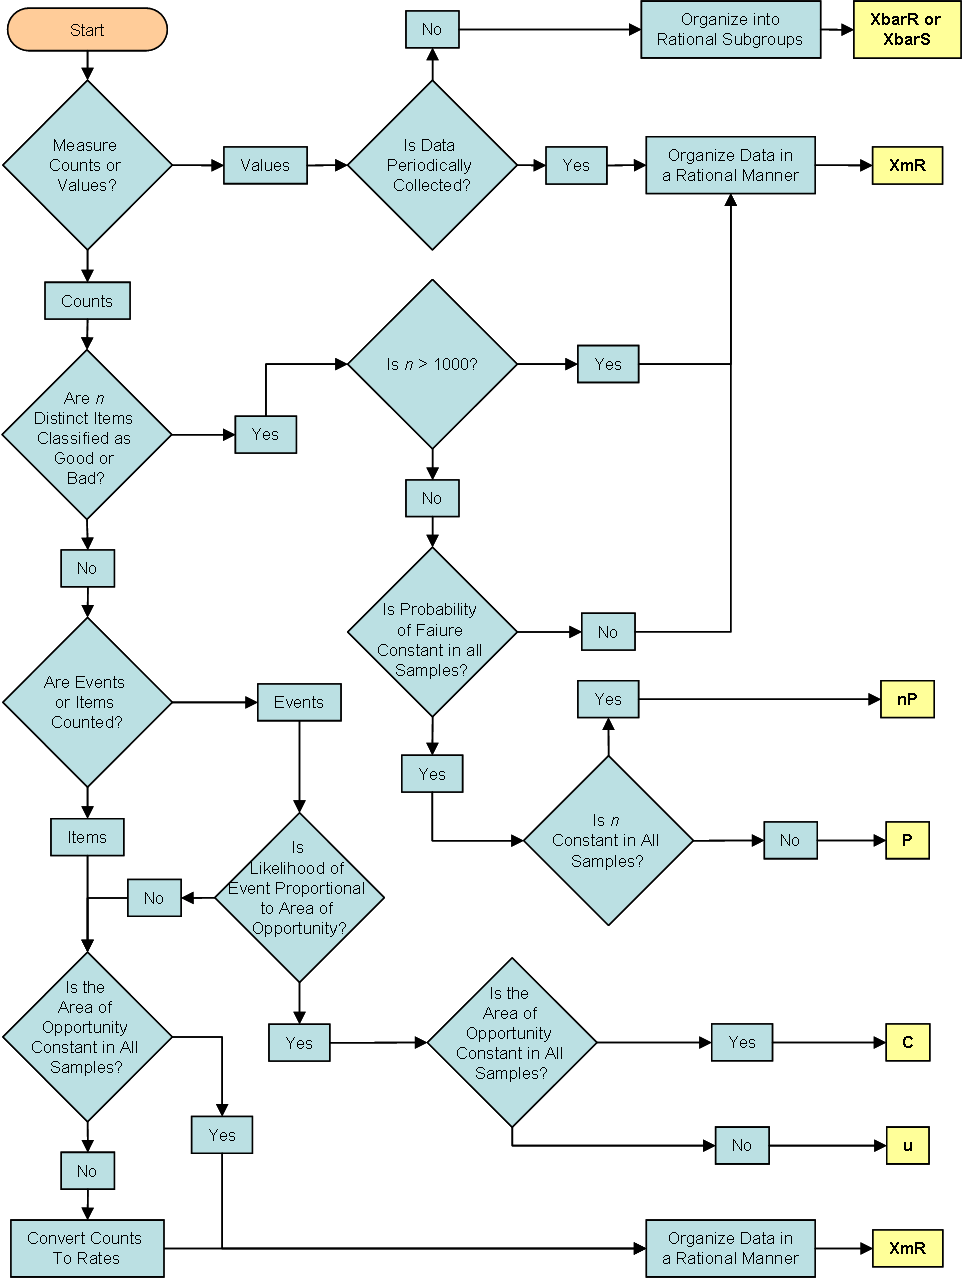 Start
No
Organize into
Rational Subgroups
XbarR or
XbarS
Measure
Counts or
Values?
Values
Is Data
Periodically
Collected?
Yes
Organize Data in
a Rational Manner
XmR
Counts
Is n > 1000?
Yes
Are n
Distinct Items
Classified as
Good or
Bad?
Yes
No
No
Is Probability
of Faiure
Constant in all
Samples?
No
Are Events
or Items
Counted?
Events
Yes
nP
Yes
Items
Is n
Constant in All
Samples?
No
P
Is
Likelihood of
Event Proportional
to Area of
Opportunity?
No
Is the
Area of
Opportunity
Constant in All
Samples?
Yes
Is the
Area of
Opportunity
Constant in All
Samples?
Yes
C
Yes
No
u
No
Convert Counts
To Rates
Organize Data in
a Rational Manner
XmR